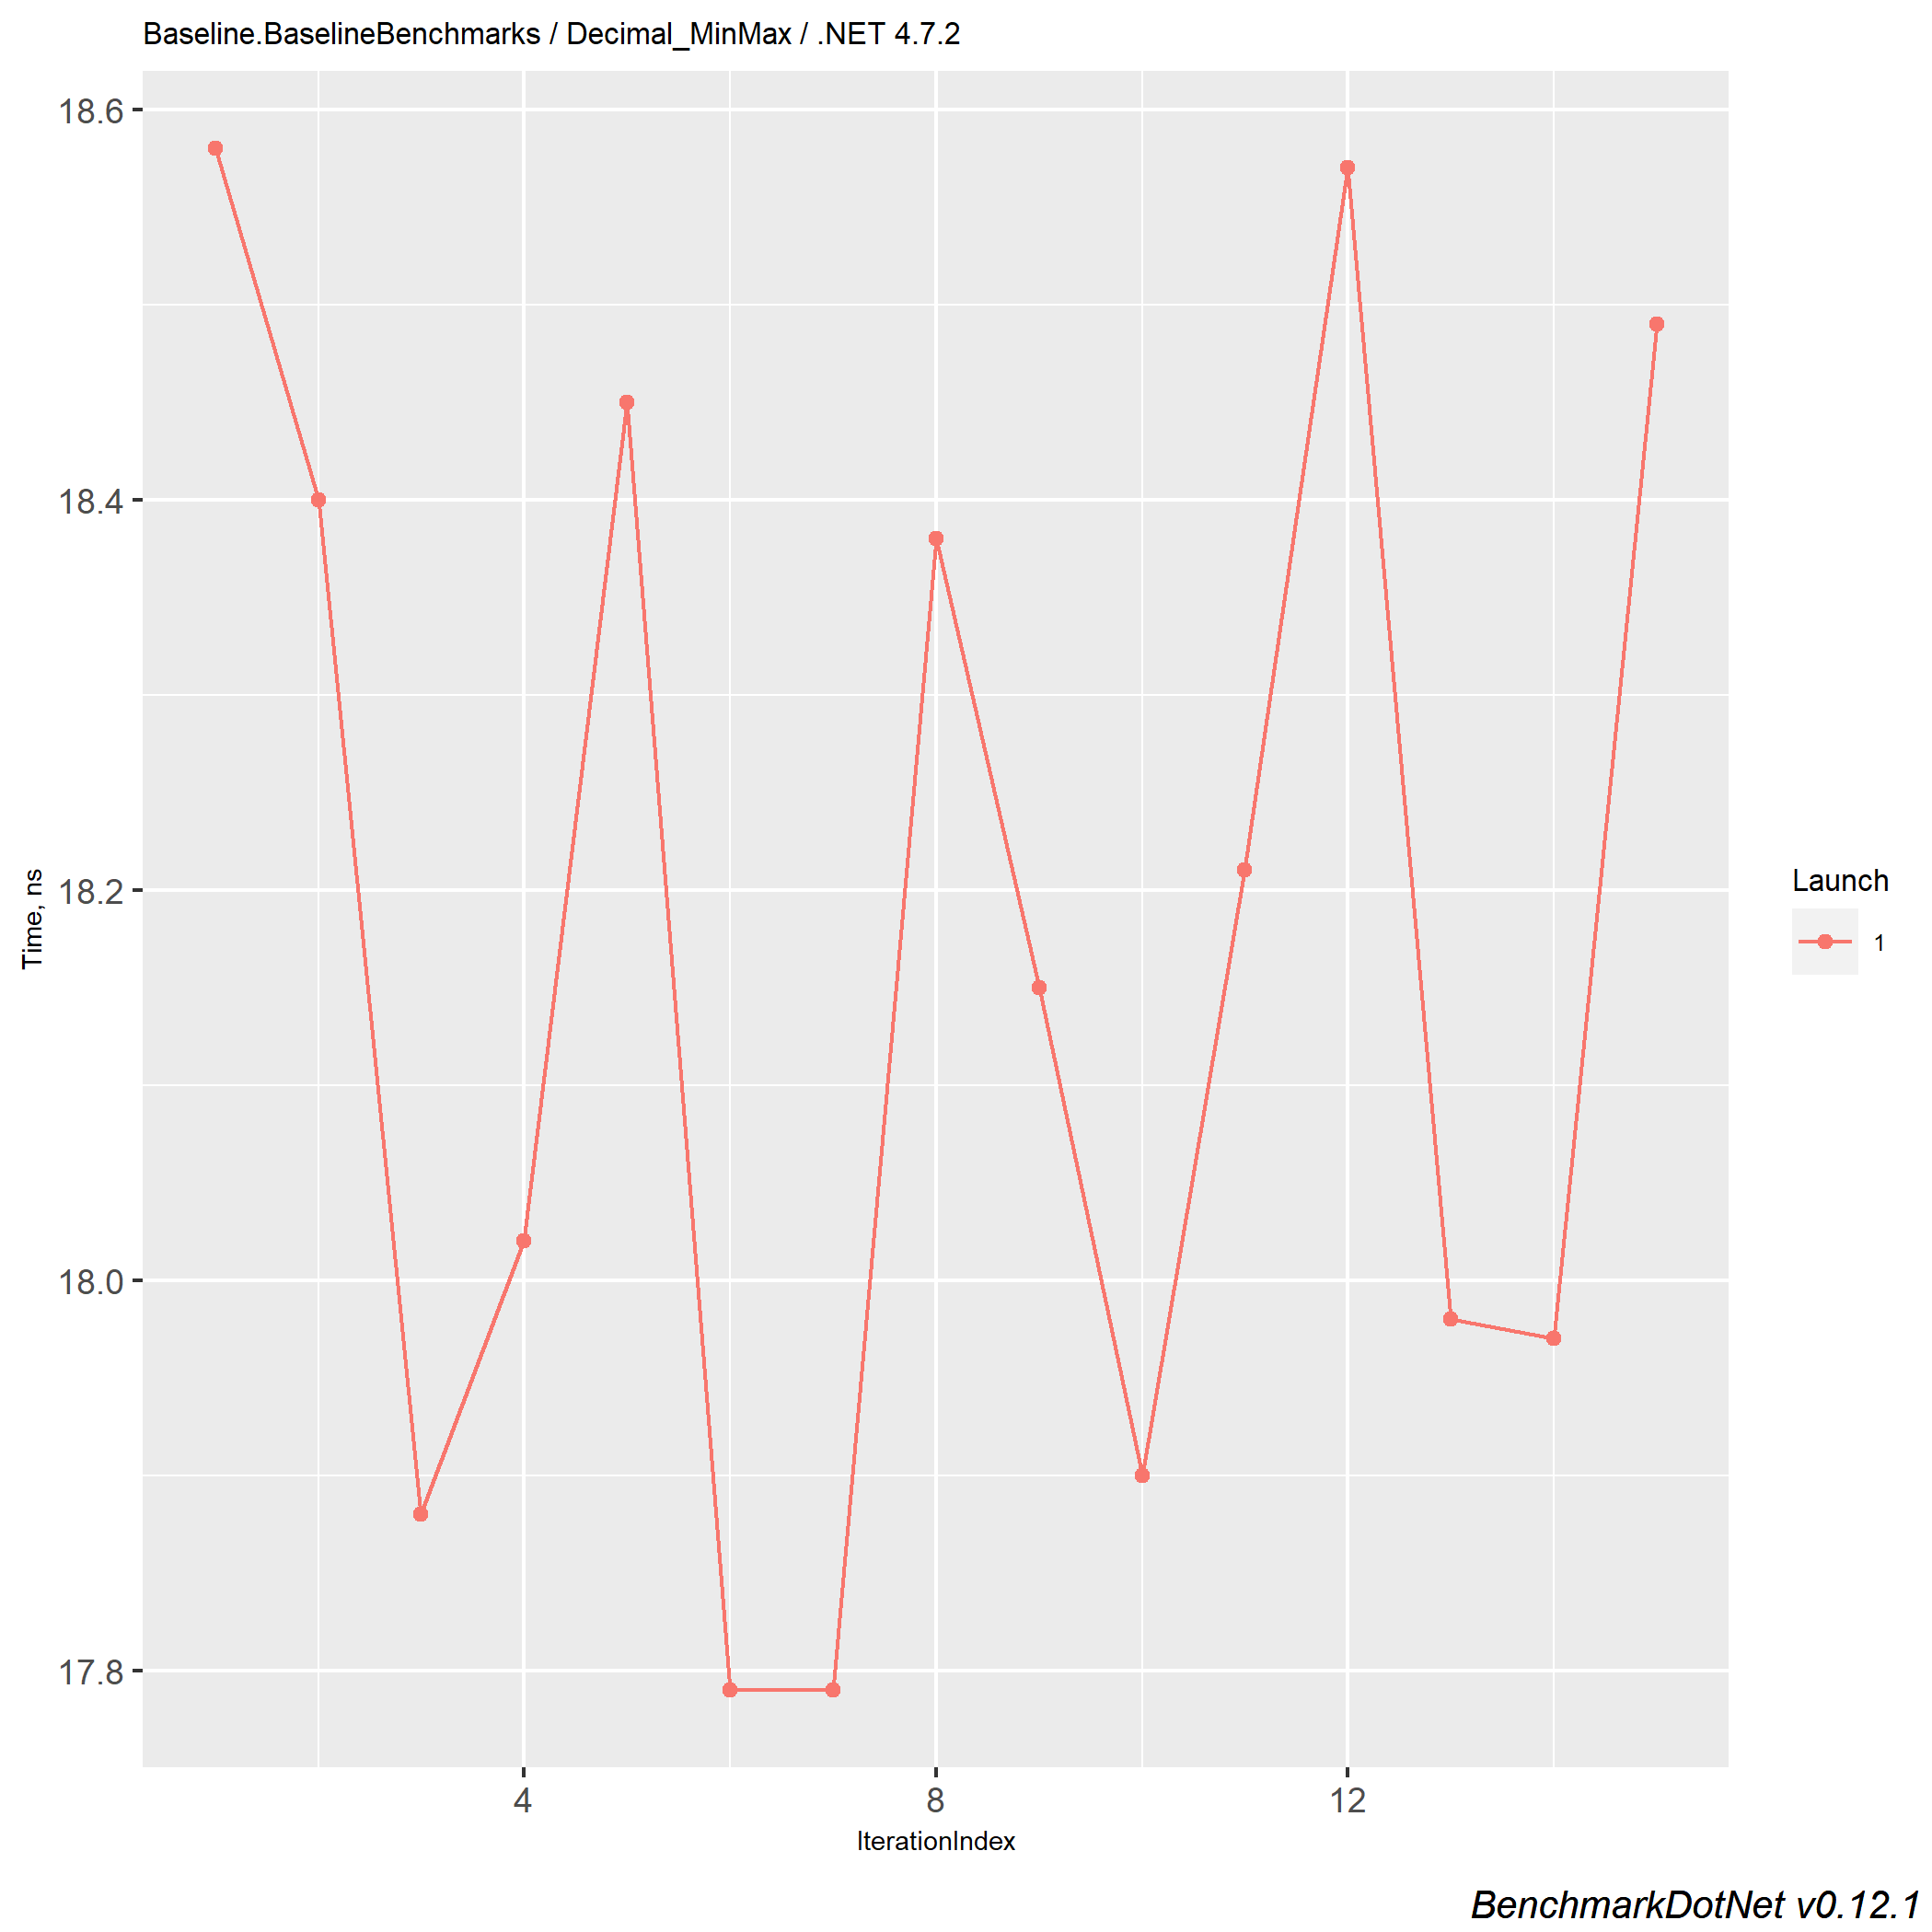 Baseline.BaselineBenchmarks / Decimal_MinMax / .NET 4.7.2
18.6
18.4
18.2
18.0
17.8
Time, ns
4 8 12
IterationIndex
Launch
1
BenchmarkDotNet v0.12.1